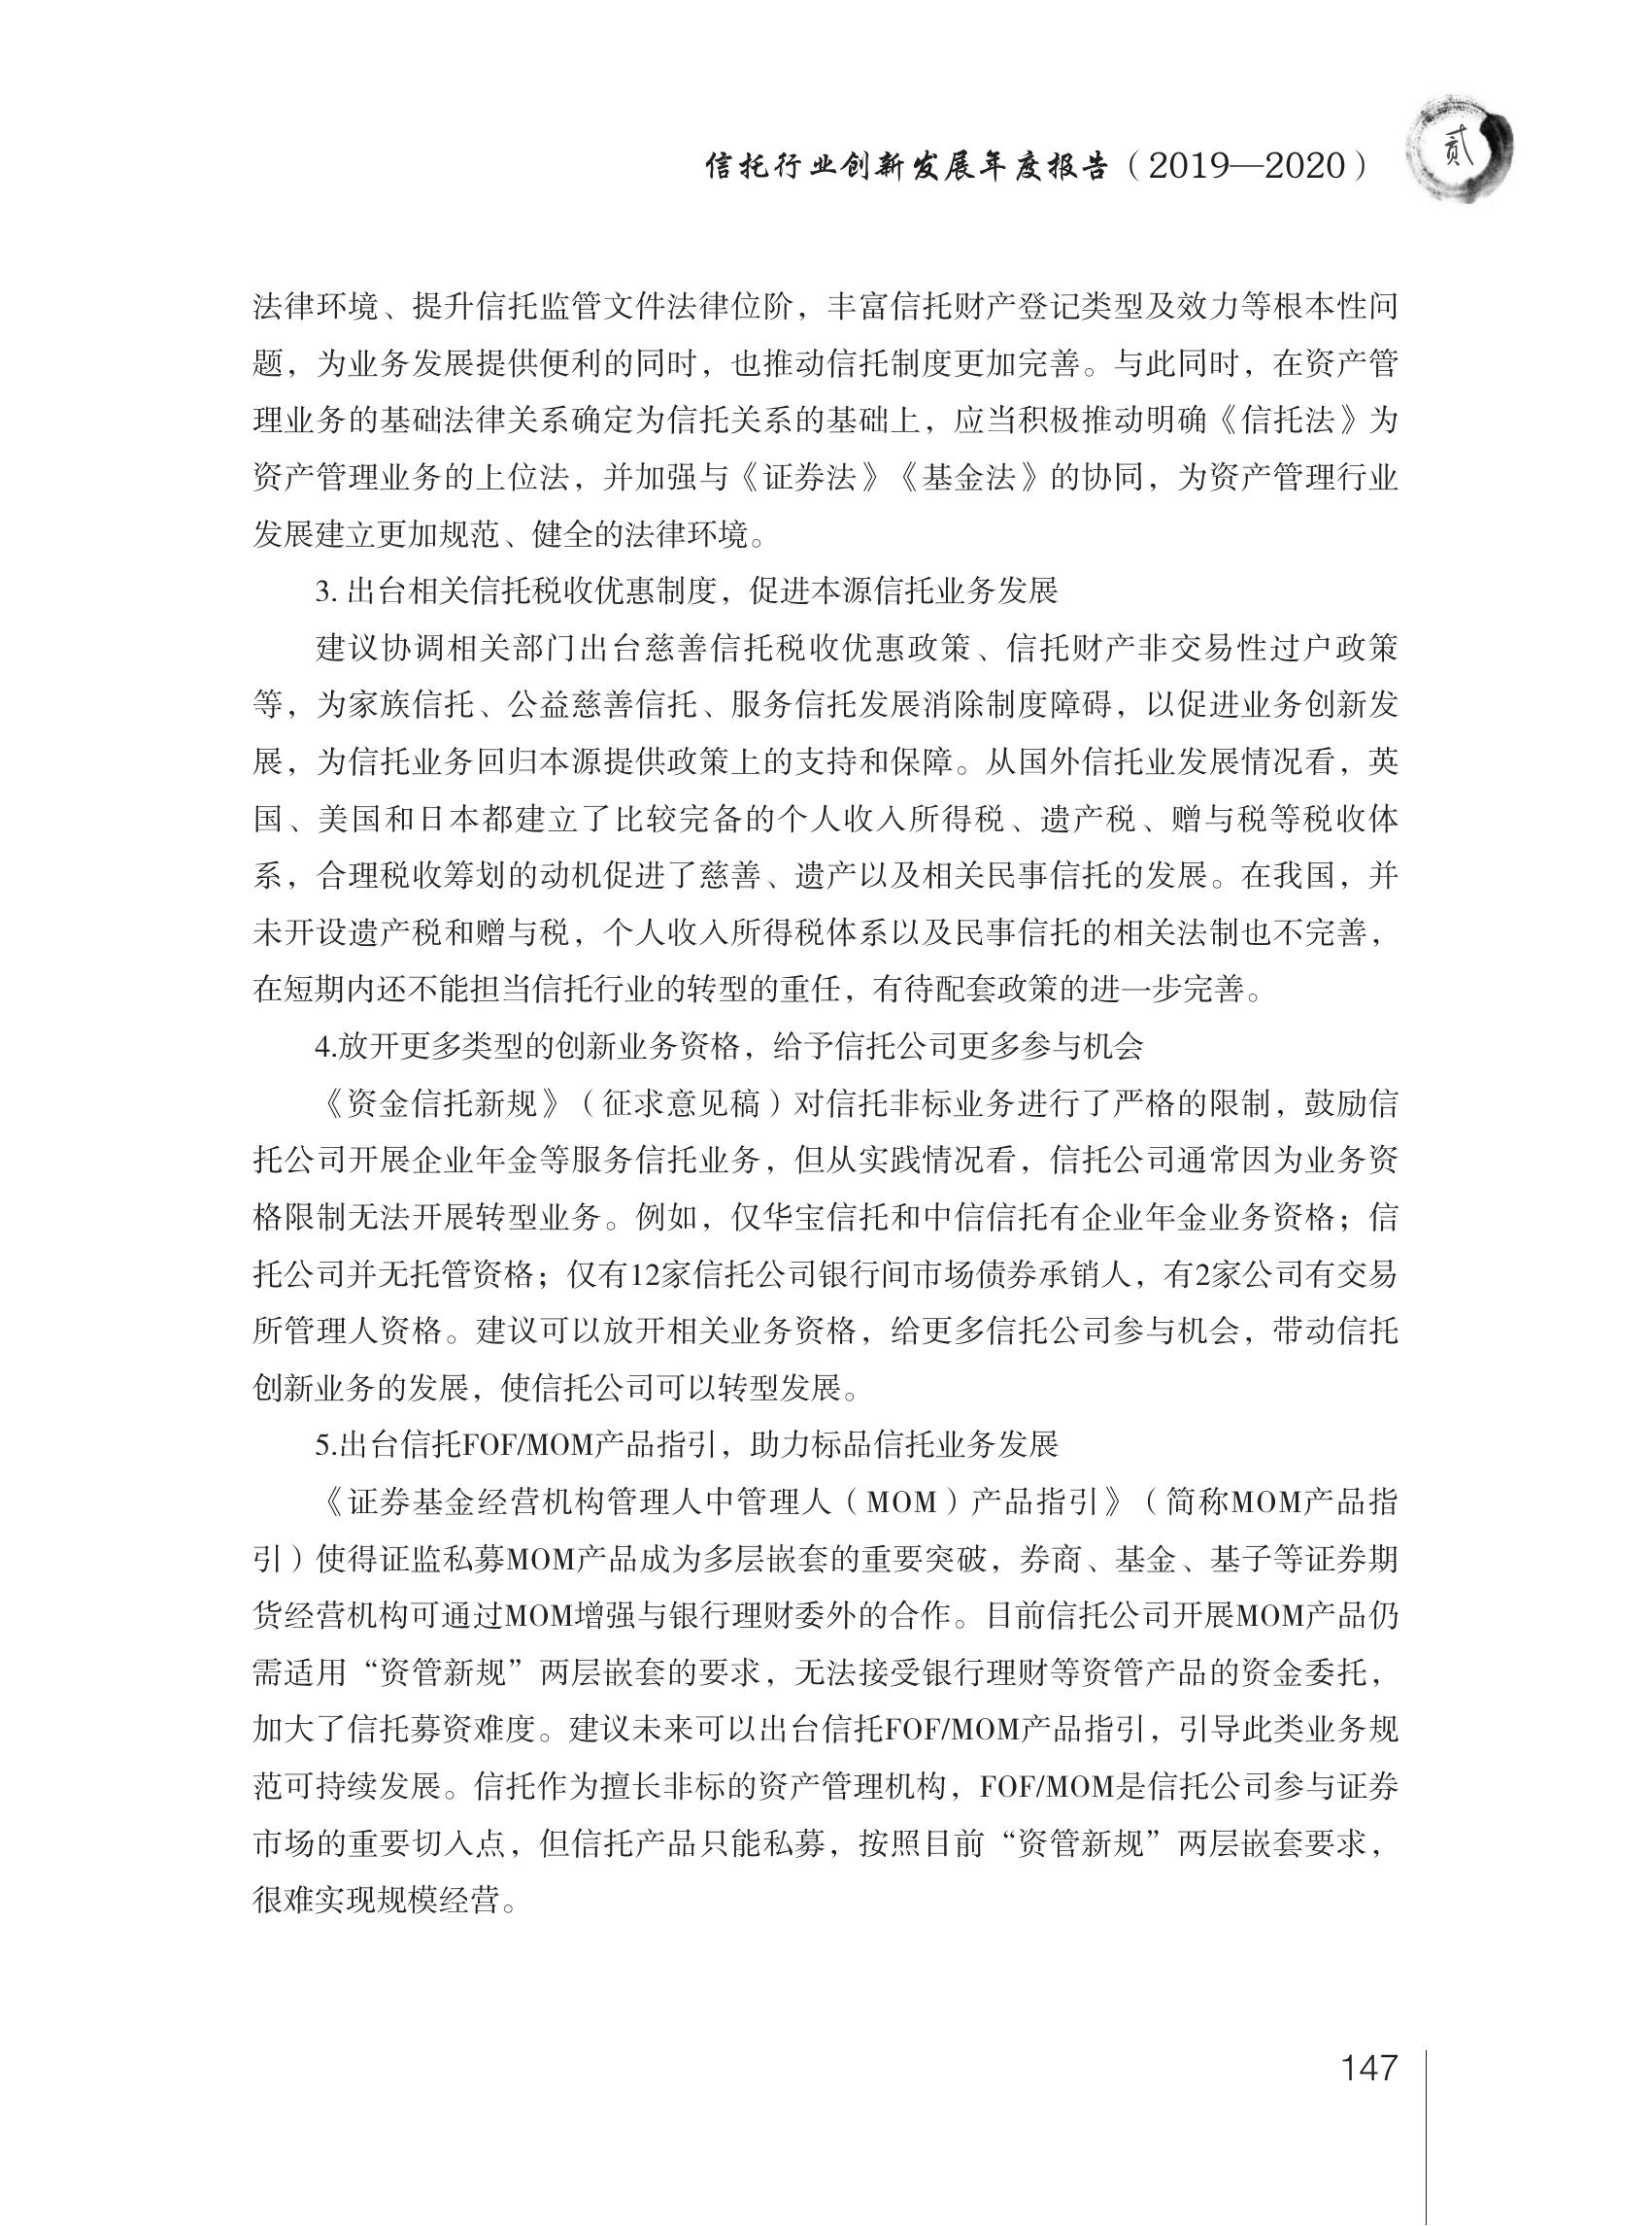 信托行业创新发展年度报告（2019—2020）
贰
法律环境、提升信托监管文件法律位阶，丰富信托财产登记类型及效力等根本性问
题，为业务发展提供便利的同时，也推动信托制度更加完善。与此同时，在资产管
理业务的基础法律关系确定为信托关系的基础上，应当积极推动明确《信托法》为
资产管理业务的上位法，并加强与《证券法》《基金法》的协同，为资产管理行业
发展建立更加规范、健全的法律环境。
3. 出台相关信托税收优惠制度，促进本源信托业务发展
建议协调相关部门出台慈善信托税收优惠政策、信托财产非交易性过户政策
等，为家族信托、公益慈善信托、服务信托发展消除制度障碍，以促进业务创新发
展，为信托业务回归本源提供政策上的支持和保障。从国外信托业发展情况看，英
国、美国和日本都建立了比较完备的个人收入所得税、遗产税、赠与税等税收体
系，合理税收筹划的动机促进了慈善、遗产以及相关民事信托的发展。在我国，并
未开设遗产税和赠与税，个人收入所得税体系以及民事信托的相关法制也不完善，
在短期内还不能担当信托行业的转型的重任，有待配套政策的进一步完善。
4.放开更多类型的创新业务资格，给予信托公司更多参与机会
《资金信托新规》（征求意见稿）对信托非标业务进行了严格的限制，鼓励信
托公司开展企业年金等服务信托业务，但从实践情况看，信托公司通常因为业务资
格限制无法开展转型业务。例如，仅华宝信托和中信信托有企业年金业务资格；信
托公司并无托管资格；仅有12家信托公司银行间市场债券承销人，有2家公司有交易
所管理人资格。建议可以放开相关业务资格，给更多信托公司参与机会，带动信托
创新业务的发展，使信托公司可以转型发展。
5.出台信托FOF/MOM产品指引，助力标品信托业务发展
《证券基金经营机构管理人中管理人（MOM）产品指引》（简称MOM产品指
引）使得证监私募MOM产品成为多层嵌套的重要突破，券商、基金、基子等证券期
货经营机构可通过MOM增强与银行理财委外的合作。目前信托公司开展MOM产品仍
需适用“资管新规”两层嵌套的要求，无法接受银行理财等资管产品的资金委托，
加大了信托募资难度。建议未来可以出台信托FOF/MOM产品指引，引导此类业务规
范可持续发展。信托作为擅长非标的资产管理机构，FOF/MOM是信托公司参与证券
市场的重要切入点，但信托产品只能私募，按照目前“资管新规”两层嵌套要求，
很难实现规模经营。
147